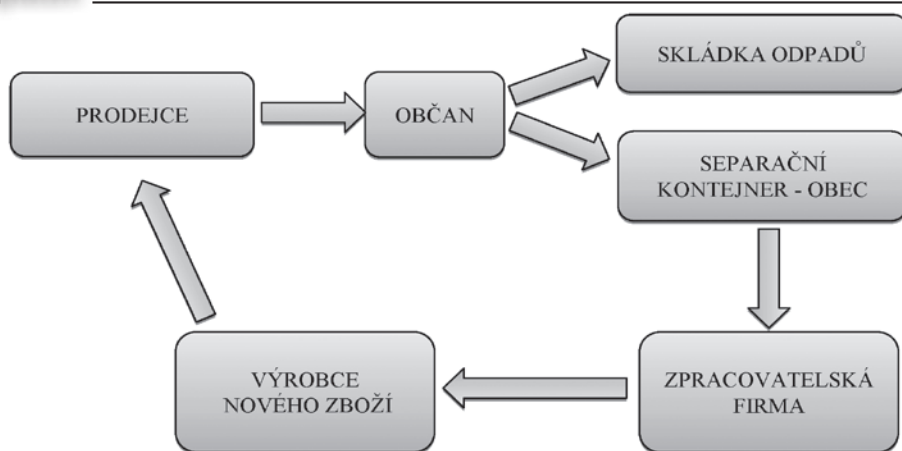 SKLÁDKA ODPADŮ
PRODEJCE
OBČAN
SEPARAČNÍ
KONTEJNER - OBEC
VÝROBCE
NOVÉHO ZBOŽÍ
ZPRACOVATELSKÁ
FIRMA